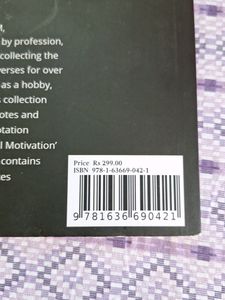 by profession,
collecting the
verses for over
as a hobby,
s collection
otes and
otation
l Motivation'
contains
es
Price Rs 299.00
ISBN 978-1-63669-042-1
9 781636 690421